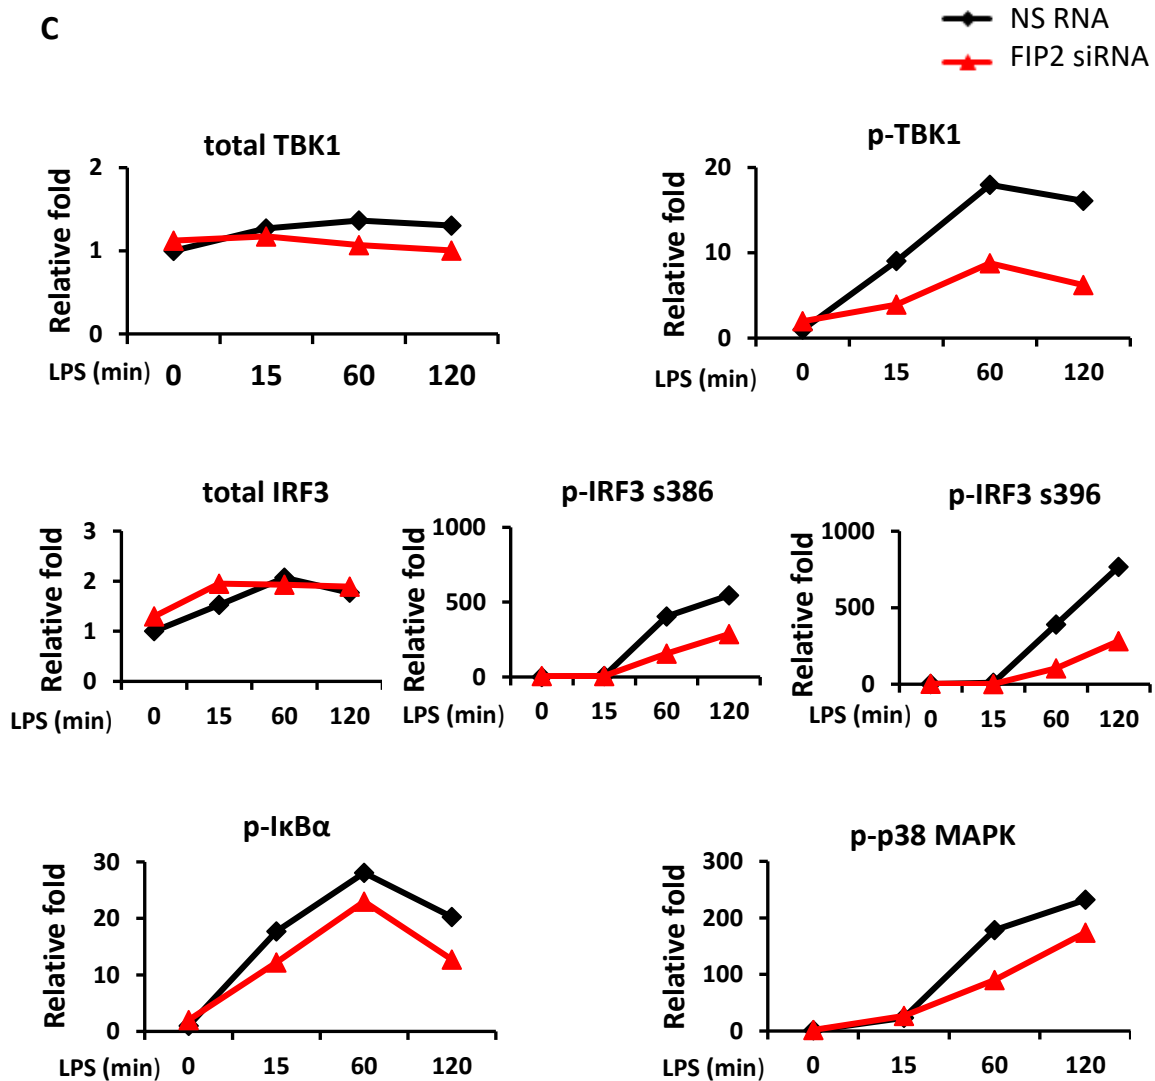 C
NS RNA
FIP2 siRNA
total TBK1
Relative fold
2
1
0
LPS (min)
0 15 60 120
p-TBK1
Relative fold
20
10
0
LPS (min)
0 15 60 120
total IRF3
Relative fold
3
2
1
0
LPS (min)
0 15 60 120
p-IRF3 s386
Relative fold
1000
500
0
LPS (min)
0 15 60 120
p-IRF3 s396
Relative fold
1000
500
0
LPS (min)
0 15 60 120
p-IκBα
Relative fold
30
20
10
0
LPS (min)
0 15 60 120
p-p38 MAPK
Relative fold
300
200
100
0
LPS (min)
0 15 60 120